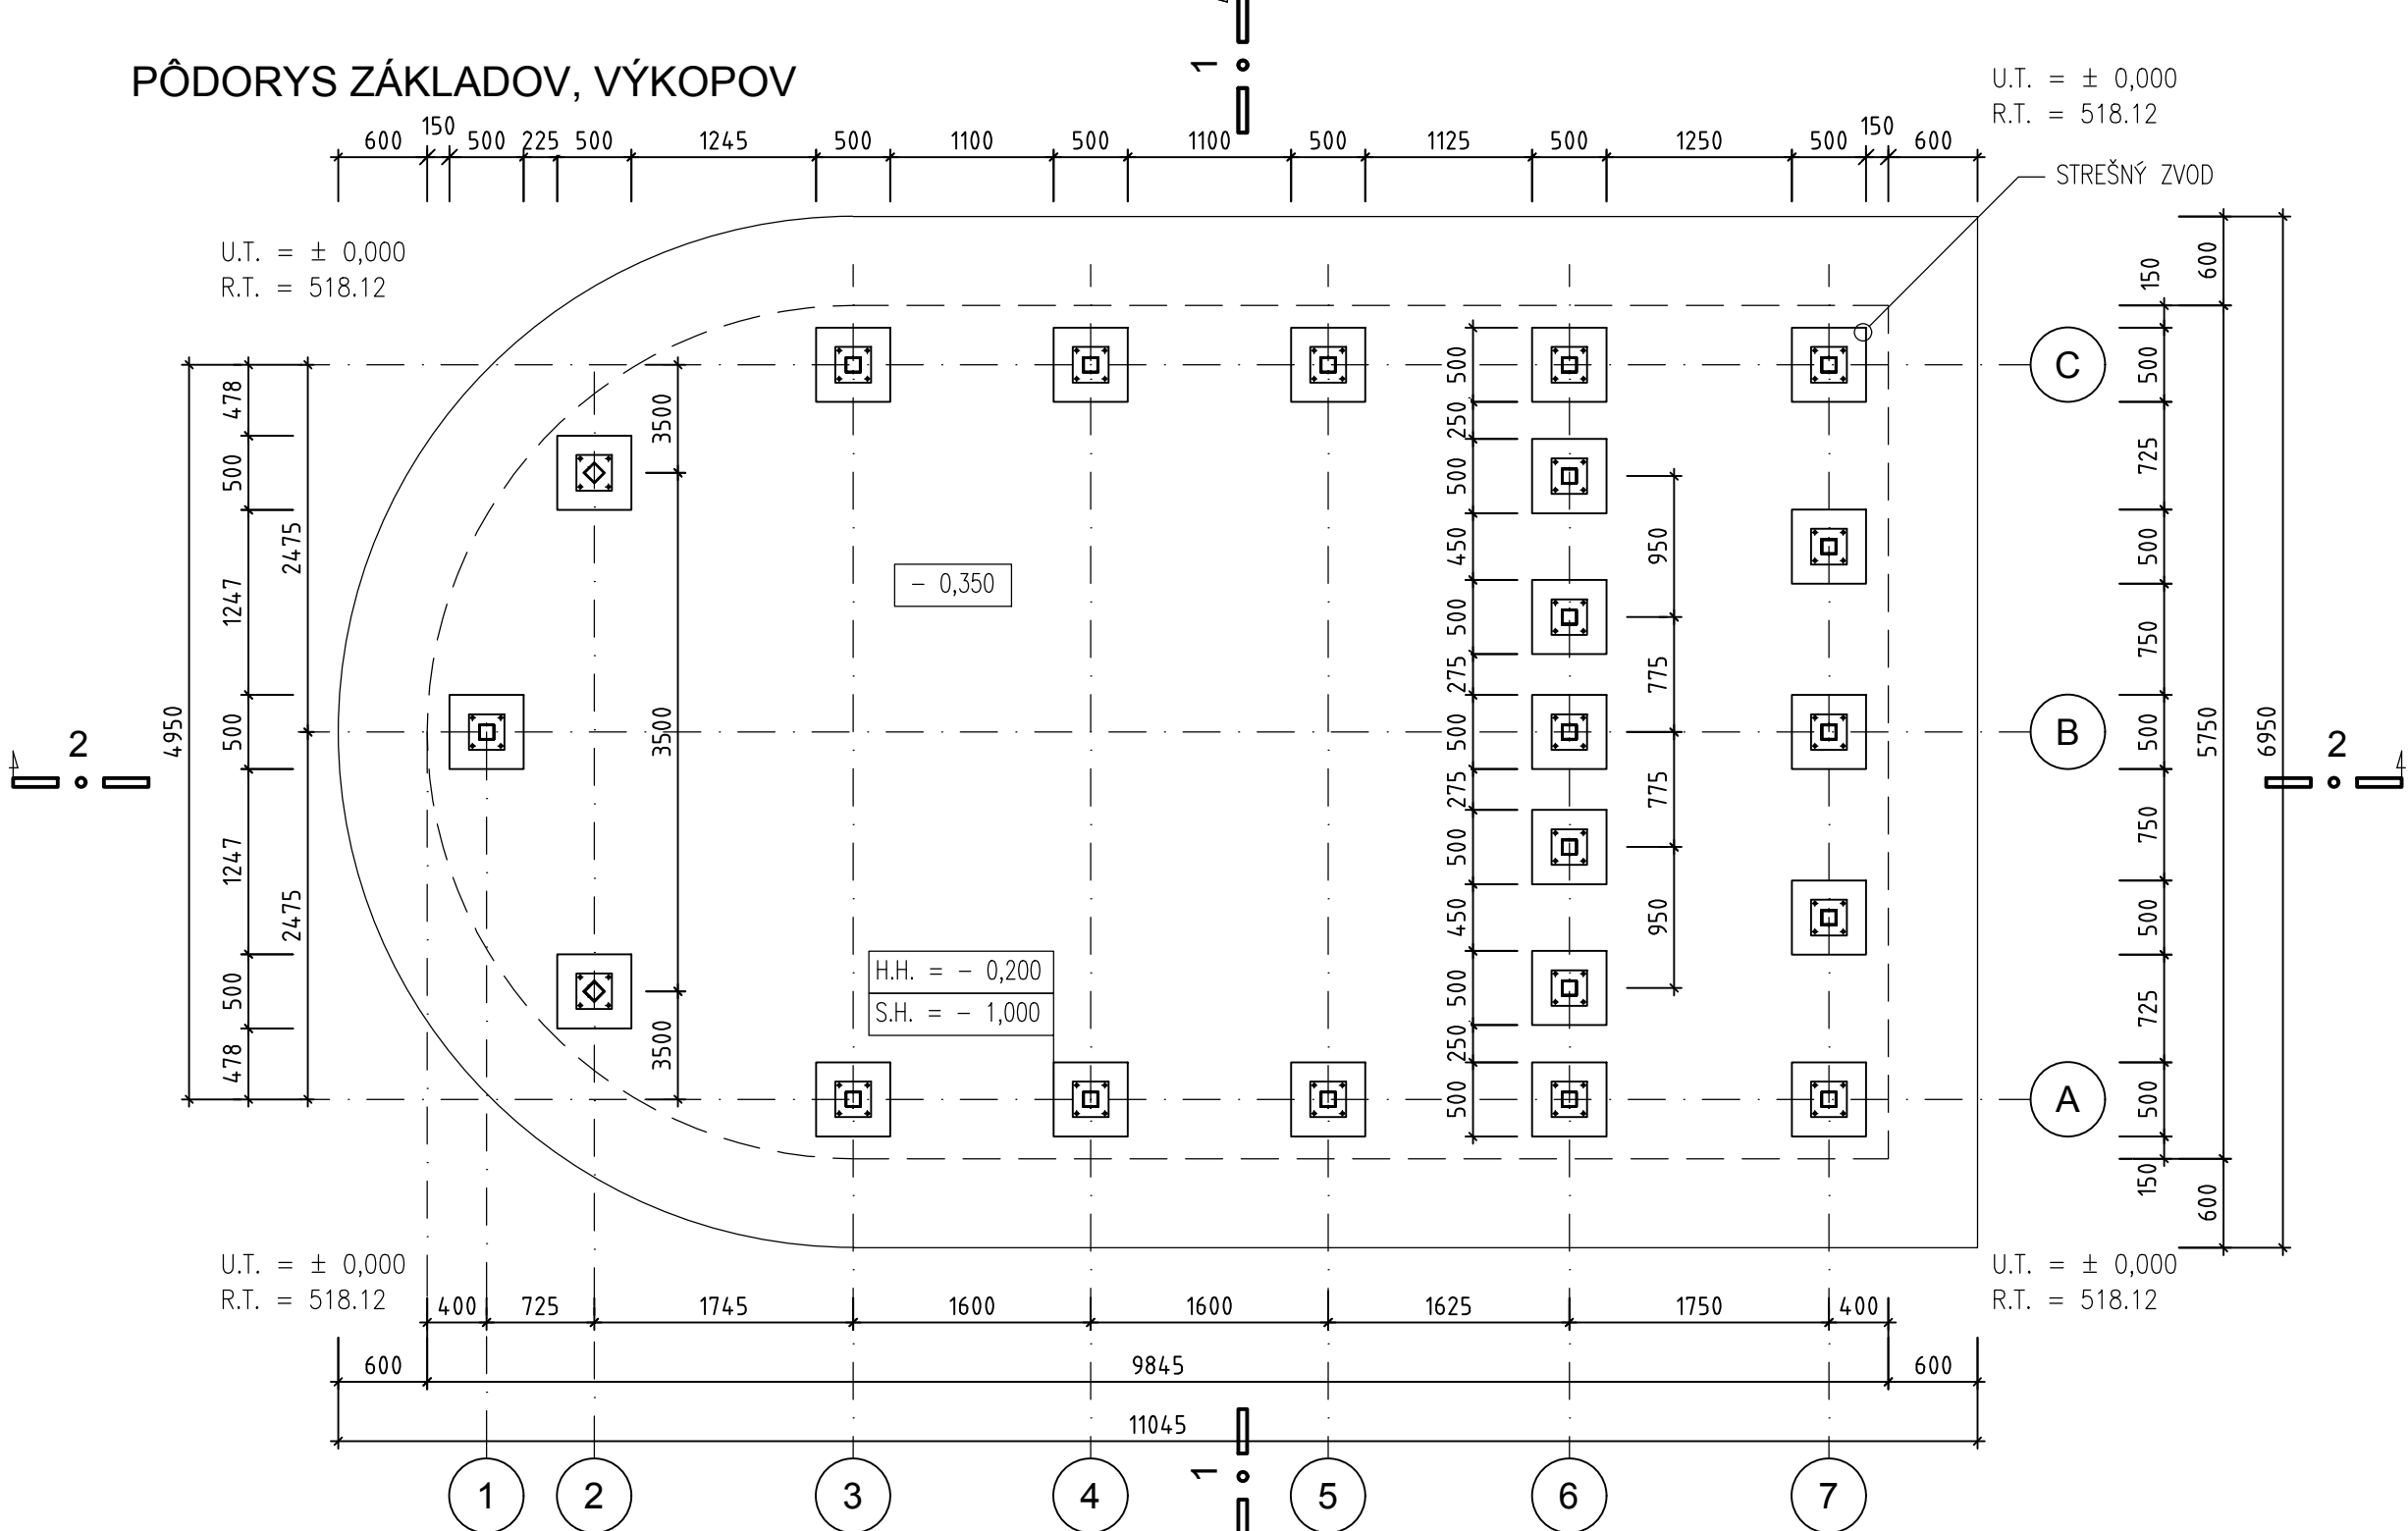 1
PÔDORYS ZÁKLADOV, VÝKOPOV
U.T. = ± 0,000
R.T. = 518.12
600 150 500 225 500 1245 500 1100 500 1100 500 1125 500 1250 500 150 600
STREŠNÝ ZVOD
U.T. = ± 0,000
R.T. = 518.12
4950
478 500 1247 500 1247 500 478
2475 2475
3500 3500 3500
- 0,350
H.H. = - 0,200
S.H. = - 1,000
500 250 500 450 500 275 500 275 500 450 500 250 500
950 775 775 950
C
B
A
150 500 725 500 750 500 750 500 725 500 150
600 5750 600
6950
2
2
U.T. = ± 0,000
R.T. = 518.12
U.T. = ± 0,000
R.T. = 518.12
400 725 1745 1600 1600 1625 1750 400
600 9845 600
11045
1
1 2 3 4 5 6 7